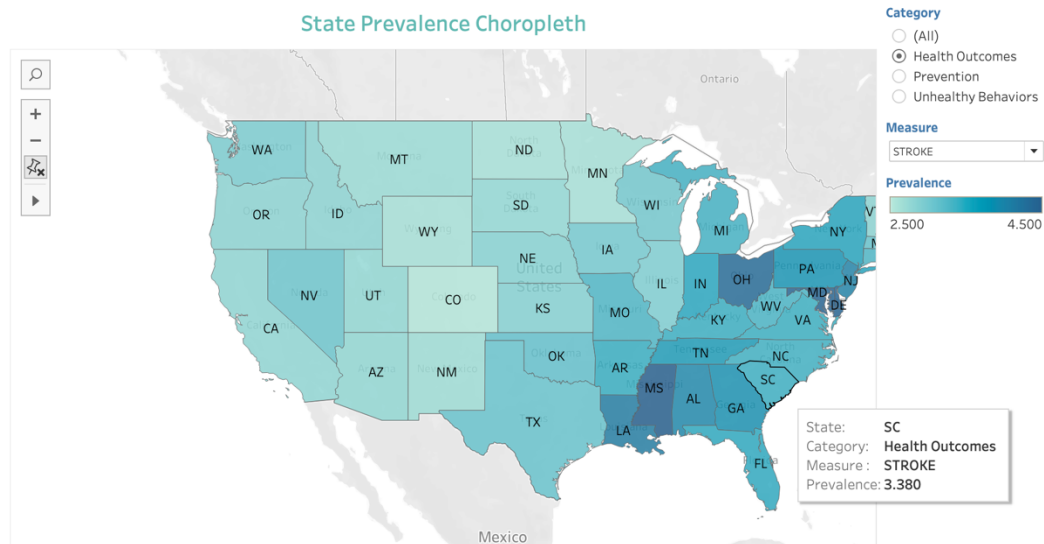 State Prevalence Choropleth
Category
(All)
Health Outcomes
Prevention
Unhealthy Behaviors
Measure
STROKE
Prevalence
2.500 4.500
Ontario
WA
MT
ND
MN
OR
ID
SD
WI
MI
NY
WY
IA
NE
United
States
PA
NJ
OH
IN
IL
MD
DE
NV
UT
CO
KS
MO
WV
VA
KY
CA
OK
TN
NC
AZ
NM
AR
SC
MS
AL
GA
TX
LA
FL
State: SC
Category: Health Outcomes
Measure : STROKE
Prevalence: 3.380
Mexico